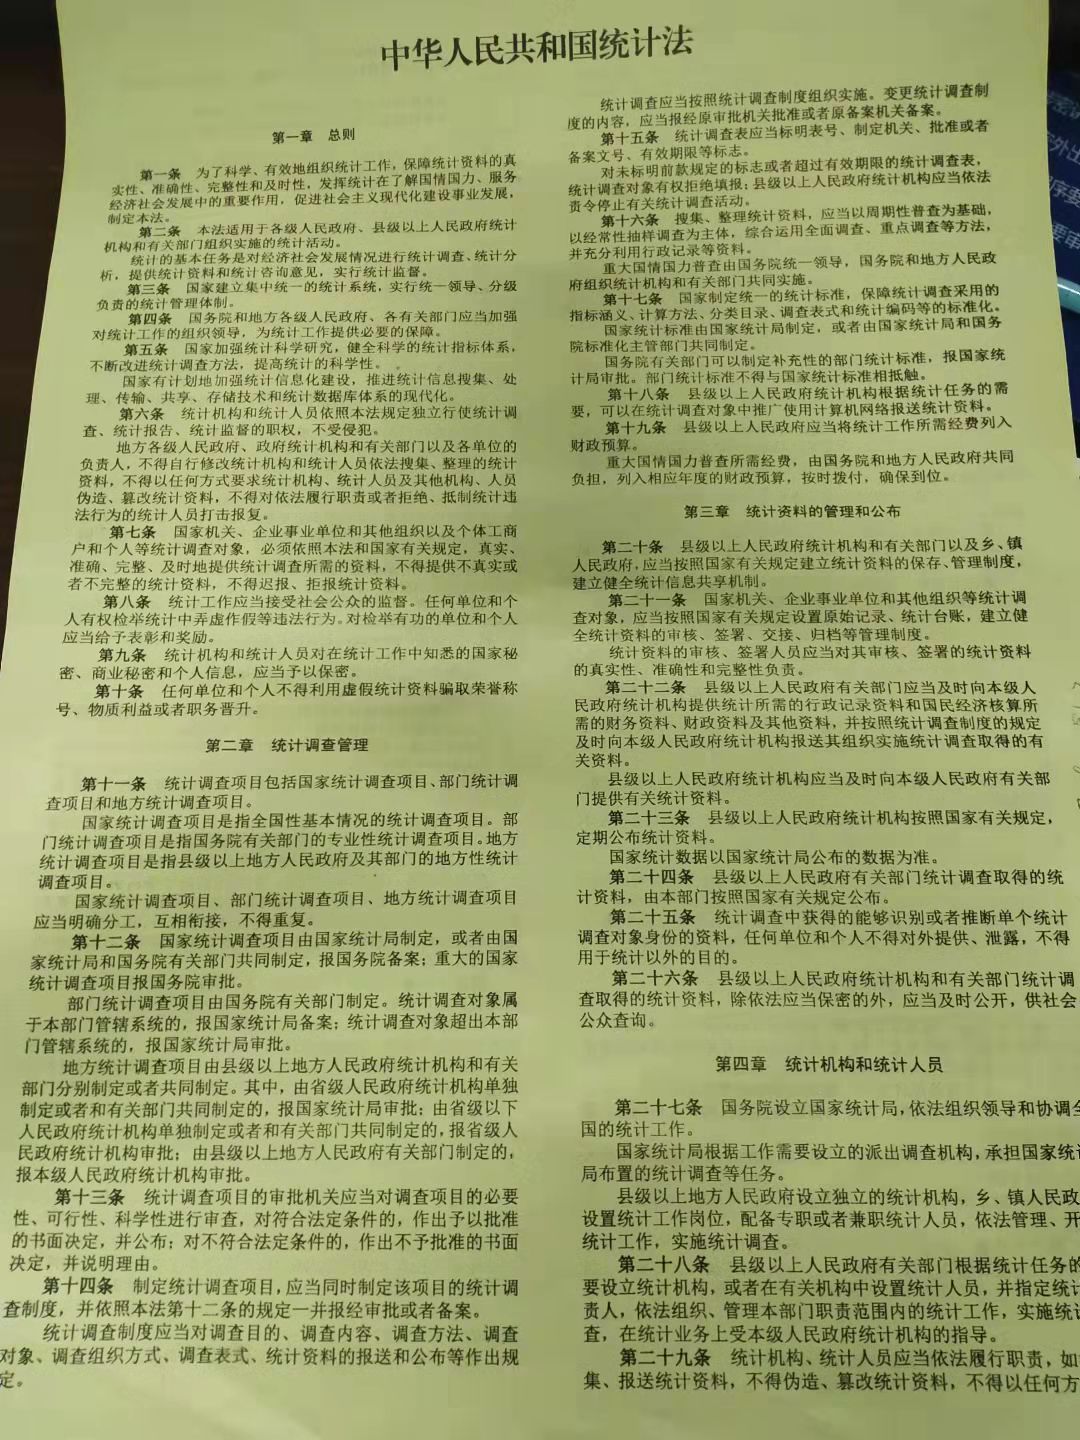 中华人民共和国统计法
第一章 总则
第一条 为了科学、有效地组织统计工作，保障统计资料的真
实性、准确性、完整性和及时性，发挥统计在了解国情国力、服务
经济社会发展中的重要作用，促进社会主义现代化建设事业发展，
制定本法。
第二条 本法适用于各级人民政府、县级以上人民政府统计
机构和有关部门组织实施的统计活动。
统计的基本任务是对经济社会发展情况进行统计调查、统计分
析，提供统计资料和统计咨询意见，实行统计监督。
第三条 国家建立集中统一的统计系统，实行统一领导、分级
负责的统计管理体制。
第四条 国务院和地方各级人民政府、各有关部门应当加强
对统计工作的组织领导，为统计工作提供必要的保障。
第五条 国家加强统计科学研究，健全科学的统计指标体系，
不断改进统计调查方法，提高统计的科学性。
国家有计划地加强统计信息化建设，推进统计信息搜集、处
理、传输、共享、存储技术和统计数据库体系的现代化。
第六条 统计机构和统计人员依照本法规定独立行使统计调
查、统计报告、统计监督的职权，不受侵犯。
地方各级人民政府、政府统计机构和有关部门以及各单位的
负责人，不得自行修改统计机构和统计人员依法搜集、整理的统计
资料，不得以任何方式要求统计机构、统计人员及其他机构、人员
伪造、篡改统计资料，不得对依法履行职责或者拒绝、抵制统计违
法行为的统计人员打击报复。
第七条 国家机关、企业事业单位和其他组织以及个体工商
户和个人等统计调查对象，必须依照本法和国家有关规定，真实、
准确、完整、及时地提供统计调查所需的资料，不得提供不真实或
者不完整的统计资料，不得迟报、拒报统计资料。
第八条 统计工作应当接受社会公众的监督。任何单位和个
人有权检举统计中弄虚作假等违法行为。对检举有功的单位和个人
应当给予表彰和奖励。
第九条 统计机构和统计人员对在统计工作中知悉的国家秘
密、商业秘密和个人信息，应当予以保密。
第十条 任何单位和个人不得利用虚假统计资料骗取荣誉称
号、物质利益或者职务晋升。
第二章 统计调查管理
第十一条 统计调查项目包括国家统计调查项目、部门统计调
查项目和地方统计调查项目。
国家统计调查项目是指全国性基本情况的统计调查项目。部
门统计调查项目是指国务院有关部门的专业性统计调查项目。地方
统计调查项目是指县级以上地方人民政府及其部门的地方性统计
调查项目。
国家统计调查项目、部门统计调查项目、地方统计调查项目
应当明确分工，互相衔接，不得重复。
第十二条 国家统计调查项目由国家统计局制定，或者由国
家统计局和国务院有关部门共同制定，报国务院备案；重大的国家
统计调查项目报国务院审批。
部门统计调查项目由国务院有关部门制定。统计调查对象属
于本部门管辖系统的，报国家统计局备案；统计调查对象超出本部
门管辖系统的，报国家统计局审批。
地方统计调查项目由县级以上地方人民政府统计机构和有关
部门分别制定或者共同制定。其中，由省级人民政府统计机构单独
制定或者和有关部门共同制定的，报国家统计局审批；由省级以下
人民政府统计机构单独制定或者和有关部门共同制定的，报省级人
民政府统计机构审批；由县级以上地方人民政府有关部门制定的，
报本级人民政府统计机构审批。
第十三条 统计调查项目的审批机关应当对调查项目的必要
性、可行性、科学性进行审查，对符合法定条件的，作出予以批准
的书面决定，并公布；对不符合法定条件的，作出不予批准的书面
决定，并说明理由。
第十四条 制定统计调查项目，应当同时制定该项目的统计调
查制度，并依照本法第十二条的规定一并报经审批或者备案。
统计调查制度应当对调查目的、调查内容、调查方法、调查
对象、调查组织方式、调查表式、统计资料的报送和公布等作出规
定。
统计调查应当按照统计调查制度组织实施。变更统计调查制
度的内容，应当报经原审批机关批准或者原备案机关备案。
第十五条 统计调查表应当标明表号、制定机关、批准或者
备案文号、有效期限等标志。
对未标明前款规定的标志或者超过有效期限的统计调查表，
统计调查对象有权拒绝填报；县级以上人民政府统计机构应当依法
责令停止有关统计调查活动。
第十六条 搜集、整理统计资料，应当以周期性普查为基础，
以经常性抽样调查为主体，综合运用全面调查、重点调查等方法，
并充分利用行政记录等资料。
重大国情国力普查由国务院统一领导，国务院和地方人民政
府组织统计机构和有关部门共同实施。
第十七条 国家制定统一的统计标准，保障统计调查采用的
指标涵义、计算方法、分类目录、调查表式和统计编码等的标准化。
国家统计标准由国家统计局制定，或者由国家统计局和国务
院标准化主管部门共同制定。
国务院有关部门可以制定补充性的部门统计标准，报国家统
计局审批。部门统计标准不得与国家统计标准相抵触。
第十八条 县级以上人民政府统计机构根据统计任务的需
要，可以在统计调查对象中推广使用计算机网络报送统计资料。
第十九条 县级以上人民政府应当将统计工作所需经费列入
财政预算。
重大国情国力普查所需经费，由国务院和地方人民政府共同
负担，列入相应年度的财政预算，按时拨付，确保到位。
第三章 统计资料的管理和公布
第二十条 县级以上人民政府统计机构和有关部门以及乡、镇
人民政府，应当按照国家有关规定建立统计资料的保存、管理制度，
建立健全统计信息共享机制。
第二十一条 国家机关、企业事业单位和其他组织等统计调
查对象，应当按照国家有关规定设置原始记录、统计台账，建立健
全统计资料的审核、签署、交接、归档等管理制度。
统计资料的审核、签署人员应当对其审核、签署的统计资料
的真实性、准确性和完整性负责。
第二十二条 县级以上人民政府有关部门应当及时向本级人
民政府统计机构提供统计所需的行政记录资料和国民经济核算所
需的财务资料、财政资料及其他资料，并按照统计调查制度的规定
及时向本级人民政府统计机构报送其组织实施统计调查取得的有
关资料。
县级以上人民政府统计机构应当及时向本级人民政府有关部
门提供有关统计资料。
第二十三条 县级以上人民政府统计机构按照国家有关规定，
定期公布统计资料。
国家统计数据以国家统计局公布的数据为准。
第二十四条 县级以上人民政府有关部门统计调查取得的统
计资料，由本部门按照国家有关规定公布。
第二十五条 统计调查中获得的能够识别或者推断单个统计
调查对象身份的资料，任何单位和个人不得对外提供、泄露，不得
用于统计以外的目的。
第二十六条 县级以上人民政府统计机构和有关部门统计调
查取得的统计资料，除依法应当保密的外，应当及时公开，供社会
公众查询。
第四章 统计机构和统计人员
第二十七条 国务院设立国家统计局，依法组织领导和协调全
国的统计工作。
国家统计局根据工作需要设立的派出调查机构，承担国家统计
局布置的统计调查等任务。
县级以上地方人民政府设立独立的统计机构，乡、镇人民政
设置统计工作岗位，配备专职或者兼职统计人员，依法管理、开
统计工作，实施统计调查。
第二十八条 县级以上人民政府有关部门根据统计任务的
要设立统计机构，或者在有关机构中设置统计人员，并指定统计
责人，依法组织、管理本部门职责范围内的统计工作，实施统计
查，在统计业务上受本级人民政府统计机构的指导。
第二十九条 统计机构、统计人员应当依法履行职责，如
集、报送统计资料，不得伪造、篡改统计资料，不得以任何方